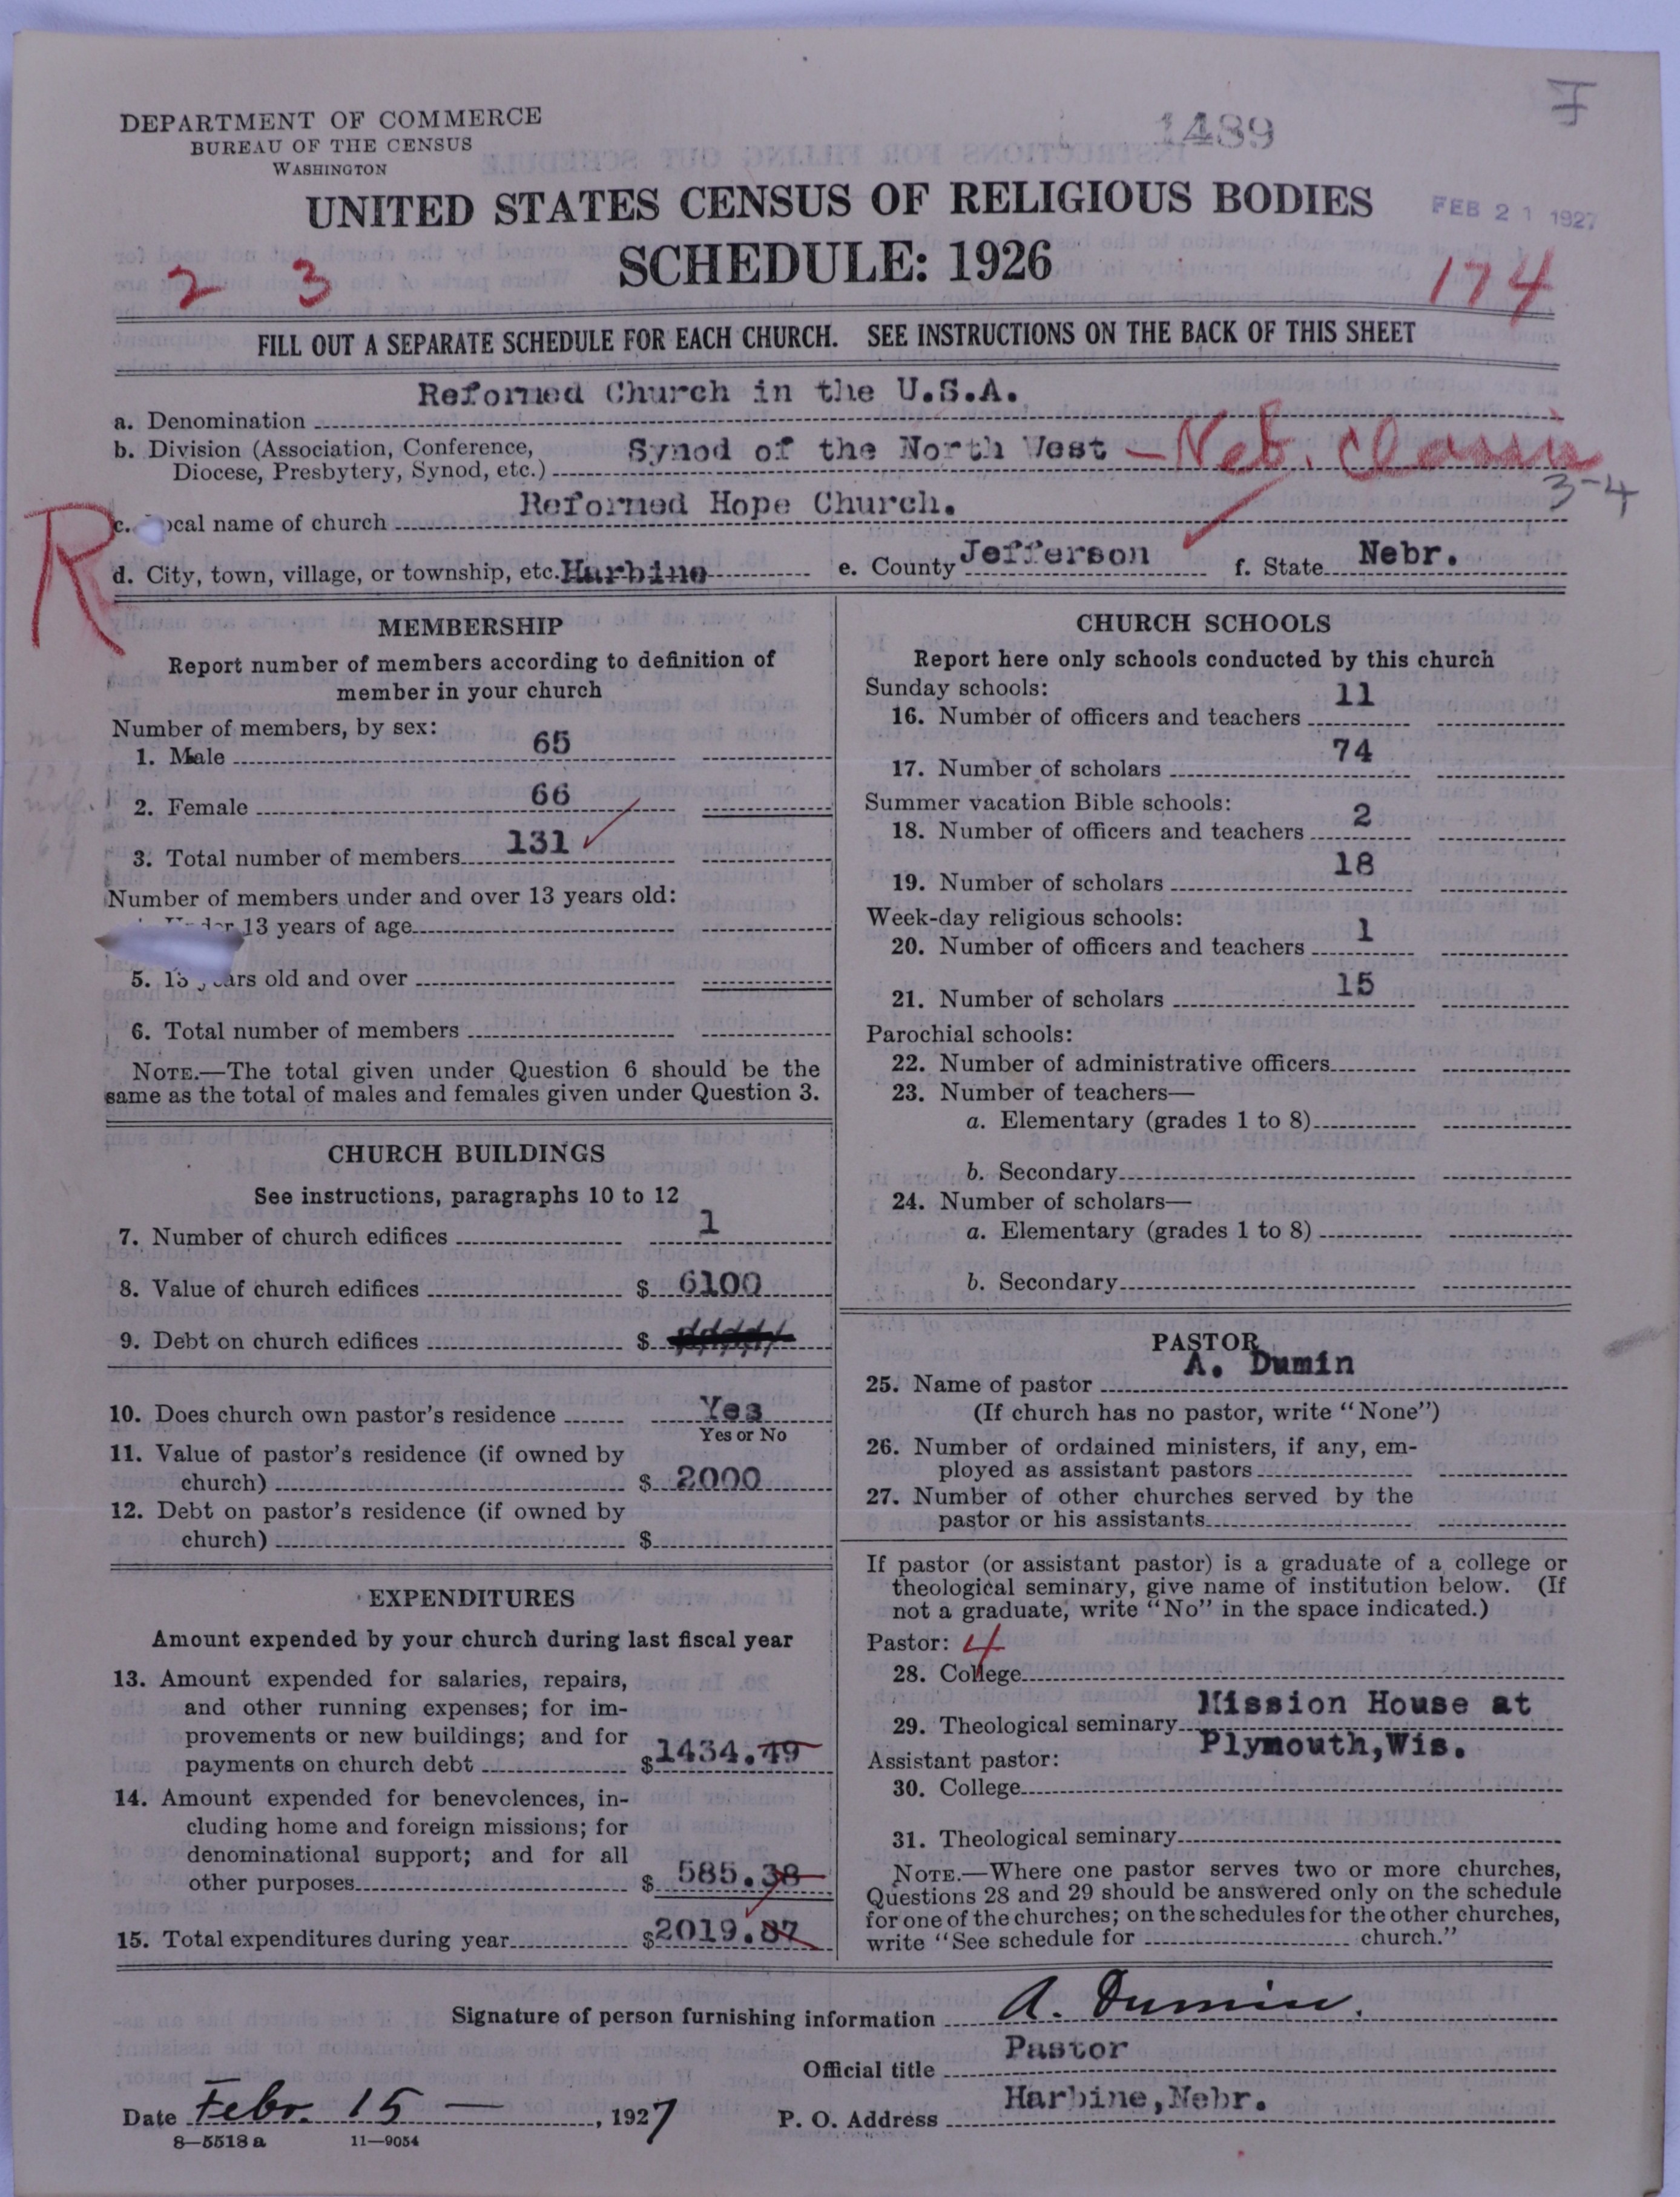 DEPARTMENT OF COMMERCE
BUREAU OF THE CENSUS
WASHINGTON
1489
F
UNITED STATES CENSUS OF RELIGIOUS BODIES
FEB 21 1927
SCHEDULE: 1926
2 3
174
FILL OUT A SEPARATE SCHEDULE FOR EACH CHURCH. SEE INSTRUCTIONS ON THE BACK OF THIS SHEET
a. Denomination Reformed Church in the U.S.A.
b. Division (Association, Conference, Diocese, Presbytery, Synod, etc.) Synod of the North West — Neb. Classis
3-4
R
c. ocal name of church Reformed Hope Church.
d. City, town, village, or township, etc. Harbine e. County Jefferson f. State Nebr.
MEMBERSHIP
Report number of members according to definition of
member in your church
Number of members, by sex:
1. Male 65
2. Female 66
3. Total number of members 131
Number of members under and over 13 years old:
Under 13 years of age
5. 13 years old and over
6. Total number of members
NOTE.—The total given under Question 6 should be the
same as the total of males and females given under Question 3.
CHURCH BUILDINGS
See instructions, paragraphs 10 to 12
7. Number of church edifices 1
8. Value of church edifices $ 6100
9. Debt on church edifices $
10. Does church own pastor's residence Yes
Yes or No
11. Value of pastor's residence (if owned by
church) $ 2000
12. Debt on pastor's residence (if owned by
church) $
EXPENDITURES
Amount expended by your church during last fiscal year
13. Amount expended for salaries, repairs,
and other running expenses; for im-
provements or new buildings; and for
payments on church debt $1434.49
14. Amount expended for benevolences, in-
cluding home and foreign missions; for
denominational support; and for all
other purposes $ 585.38
15. Total expenditures during year $2019.87
CHURCH SCHOOLS
Report here only schools conducted by this church
Sunday schools:
16. Number of officers and teachers 11
17. Number of scholars 74
Summer vacation Bible schools:
18. Number of officers and teachers 2
19. Number of scholars 18
Week-day religious schools:
20. Number of officers and teachers 1
21. Number of scholars 15
Parochial schools:
22. Number of administrative officers
23. Number of teachers—
a. Elementary (grades 1 to 8)
b. Secondary
24. Number of scholars—
a. Elementary (grades 1 to 8)
b. Secondary
PASTOR
25. Name of pastor A. Dumin
(If church has no pastor, write "None")
26. Number of ordained ministers, if any, em-
ployed as assistant pastors
27. Number of other churches served by the
pastor or his assistants
If pastor (or assistant pastor) is a graduate of a college or
theological seminary, give name of institution below. (If
not a graduate, write "No" in the space indicated.)
Pastor: 4
28. College
29. Theological seminary Mission House at
Plymouth,Wis.
Assistant pastor:
30. College
31. Theological seminary
NOTE.—Where one pastor serves two or more churches,
Questions 28 and 29 should be answered only on the schedule
for one of the churches; on the schedules for the other churches,
write "See schedule for church."
Signature of person furnishing information A. Dumin.
Official title Pastor
Date Febr. 15 — , 1927 P. O. Address Harbine,Nebr.
8—5518 a 11—9054